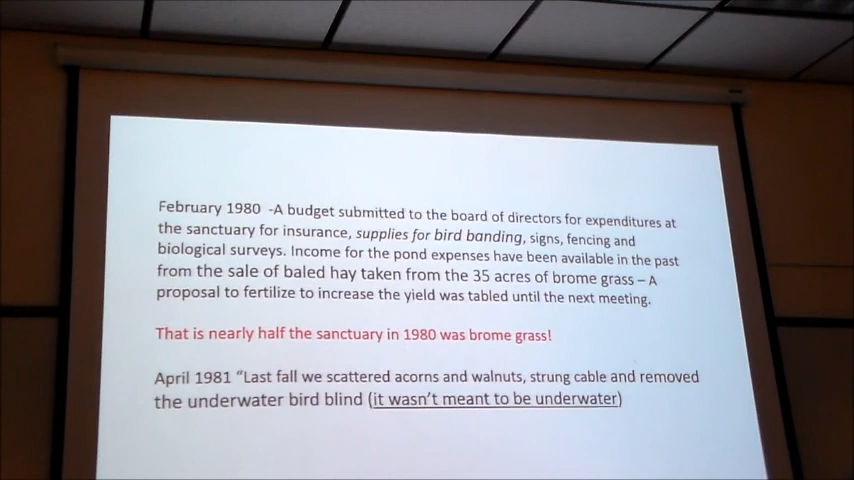 February 1980 -A budget submitted to the board of directors for expenditures at
the sanctuary for insurance, supplies for bird banding, signs, fencing and
biological surveys. Income for the pond expenses have been available in the past
from the sale of baled hay taken from the 35 acres of brome grass – A
proposal to fertilize to increase the yield was tabled until the next meeting.
That is nearly half the sanctuary in 1980 was brome grass!
April 1981 “Last fall we scattered acorns and walnuts, strung cable and removed
the underwater bird blind (it wasn’t meant to be underwater)